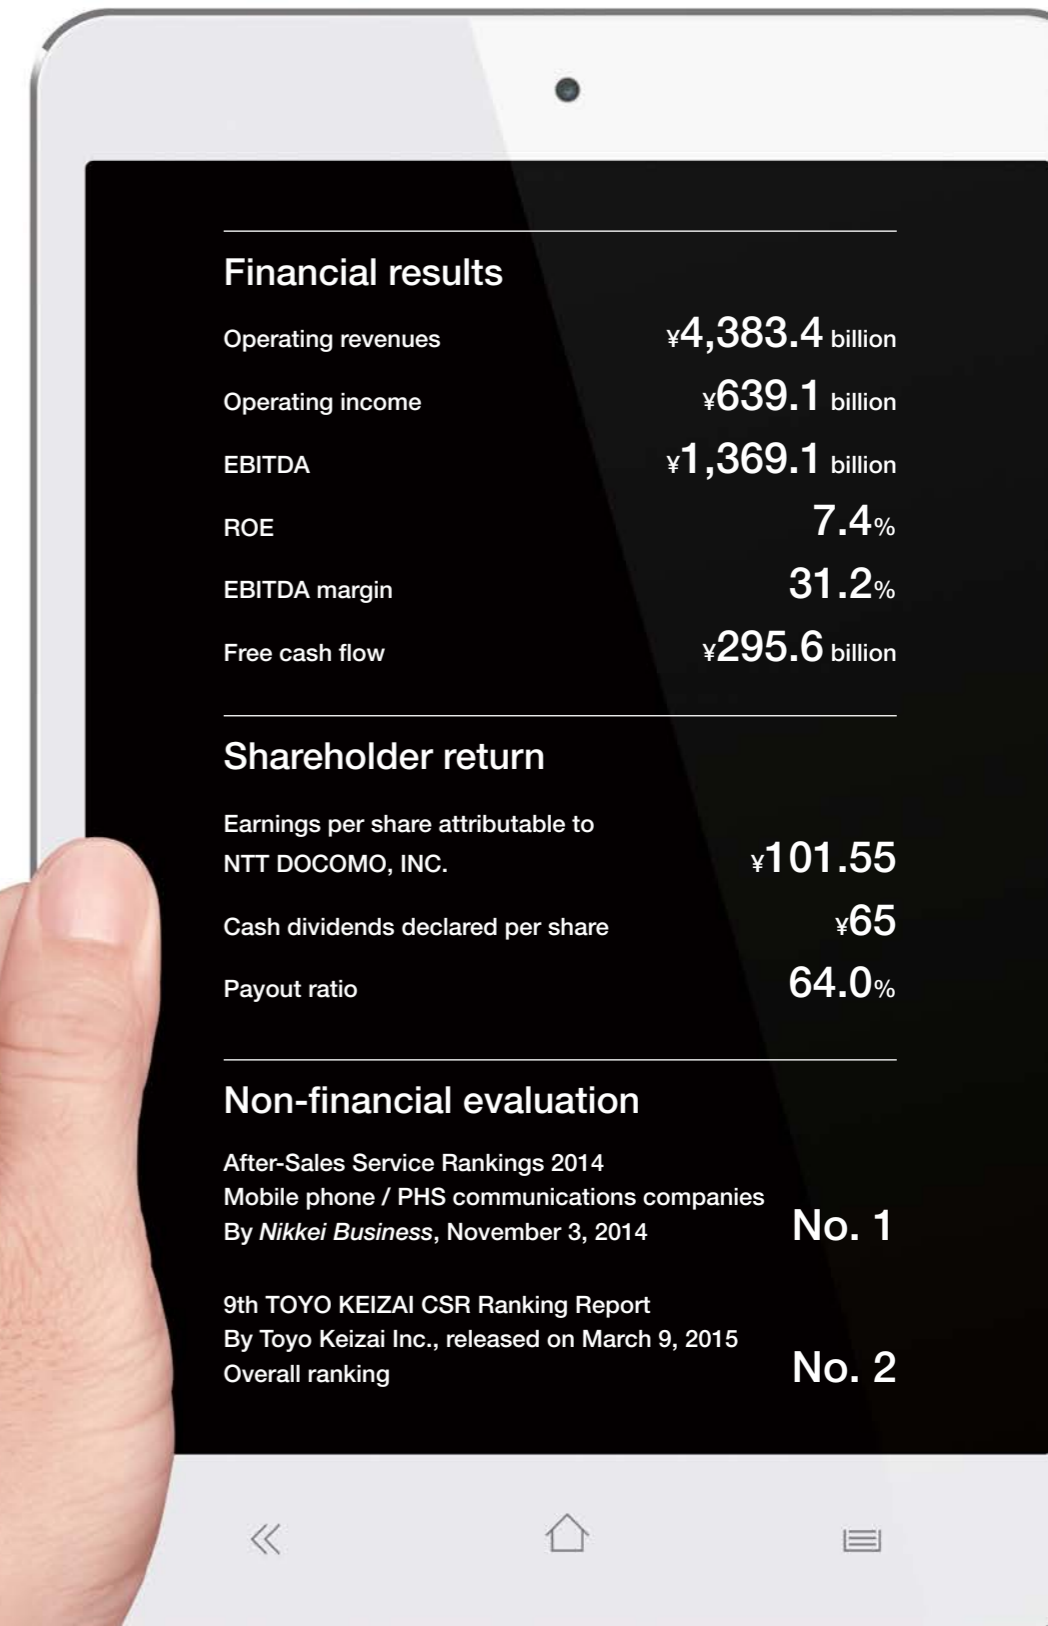 Financial results
Operating revenues ¥4,383.4 billion
Operating income ¥639.1 billion
EBITDA ¥1,369.1 billion
ROE 7.4%
EBITDA margin 31.2%
Free cash flow ¥295.6 billion
Shareholder return
Earnings per share attributable to
NTT DOCOMO, INC. ¥101.55
Cash dividends declared per share ¥65
Payout ratio 64.0%
Non-financial evaluation
After-Sales Service Rankings 2014
Mobile phone / PHS communications companies
By Nikkei Business, November 3, 2014 No. 1
9th TOYO KEIZAI CSR Ranking Report
By Toyo Keizai Inc., released on March 9, 2015
Overall ranking No. 2